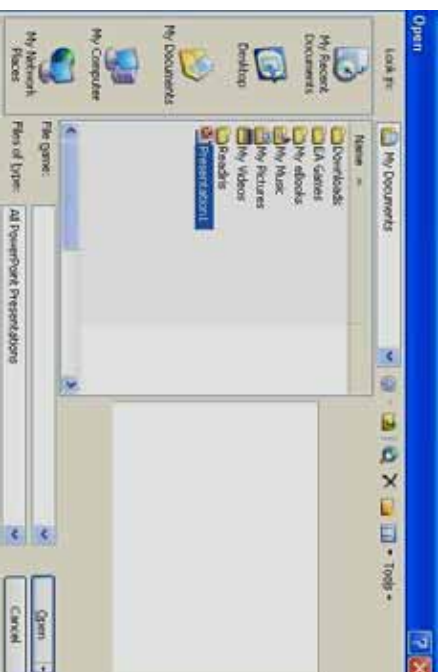 Open
Look in:
My Documents
Tools
My Recent
Documents
Desktop
My Documents
My Computer
My Network
Places
Name
Downloads
EA Games
My eBooks
My Music
My Pictures
My Videos
Readiris
Presentation1
File name:
Open
Files of type:
All PowerPoint Presentations
Cancel